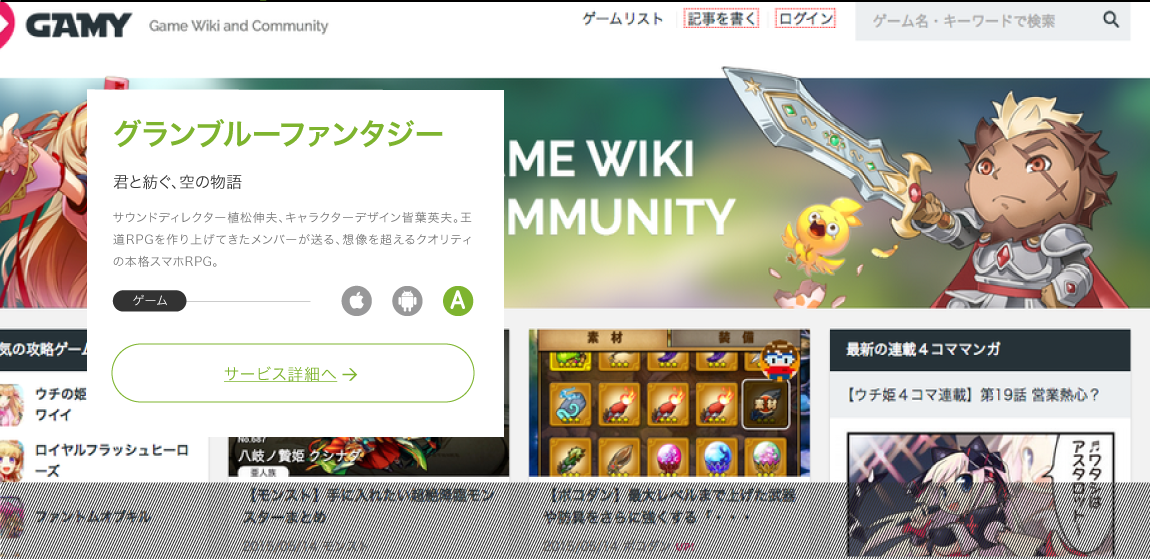 GAMY
Game Wiki and Community
ゲームリスト
記事を書く
ログイン
ゲーム名・キーワードで検索
グランブルーファンタジー
君と紡ぐ、空の物語
サウンドディレクター植松伸夫、キャラクターデザイン皆葉英夫。王
道RPGを作り上げてきたメンバーが送る、想像を超えるクオリティ
の本格スマホRPG。
ゲーム
A
サービス詳細へ →
ME WIKI
MMUNITY
気の攻略ゲー
ウチの姫
ワイイ
ロイヤルフラッシュヒーロ
ーズ
ファントムオブキル
No.687
八岐ノ贄姫 クシナダ
亜人族
【モンスト】手に入れたい超絶降臨モン
スターまとめ
2015/05/14 モンスト
素材
装備
素材
【ポコダン】最大レベルまで上げた武器
や防具をさらに強くする「・・・
2015/05/14 ポコダン UP!
最新の連載４コママンガ
【ウチ姫４コマ連載】第19話 営業熱心？
♬ワタシは
アスタロット